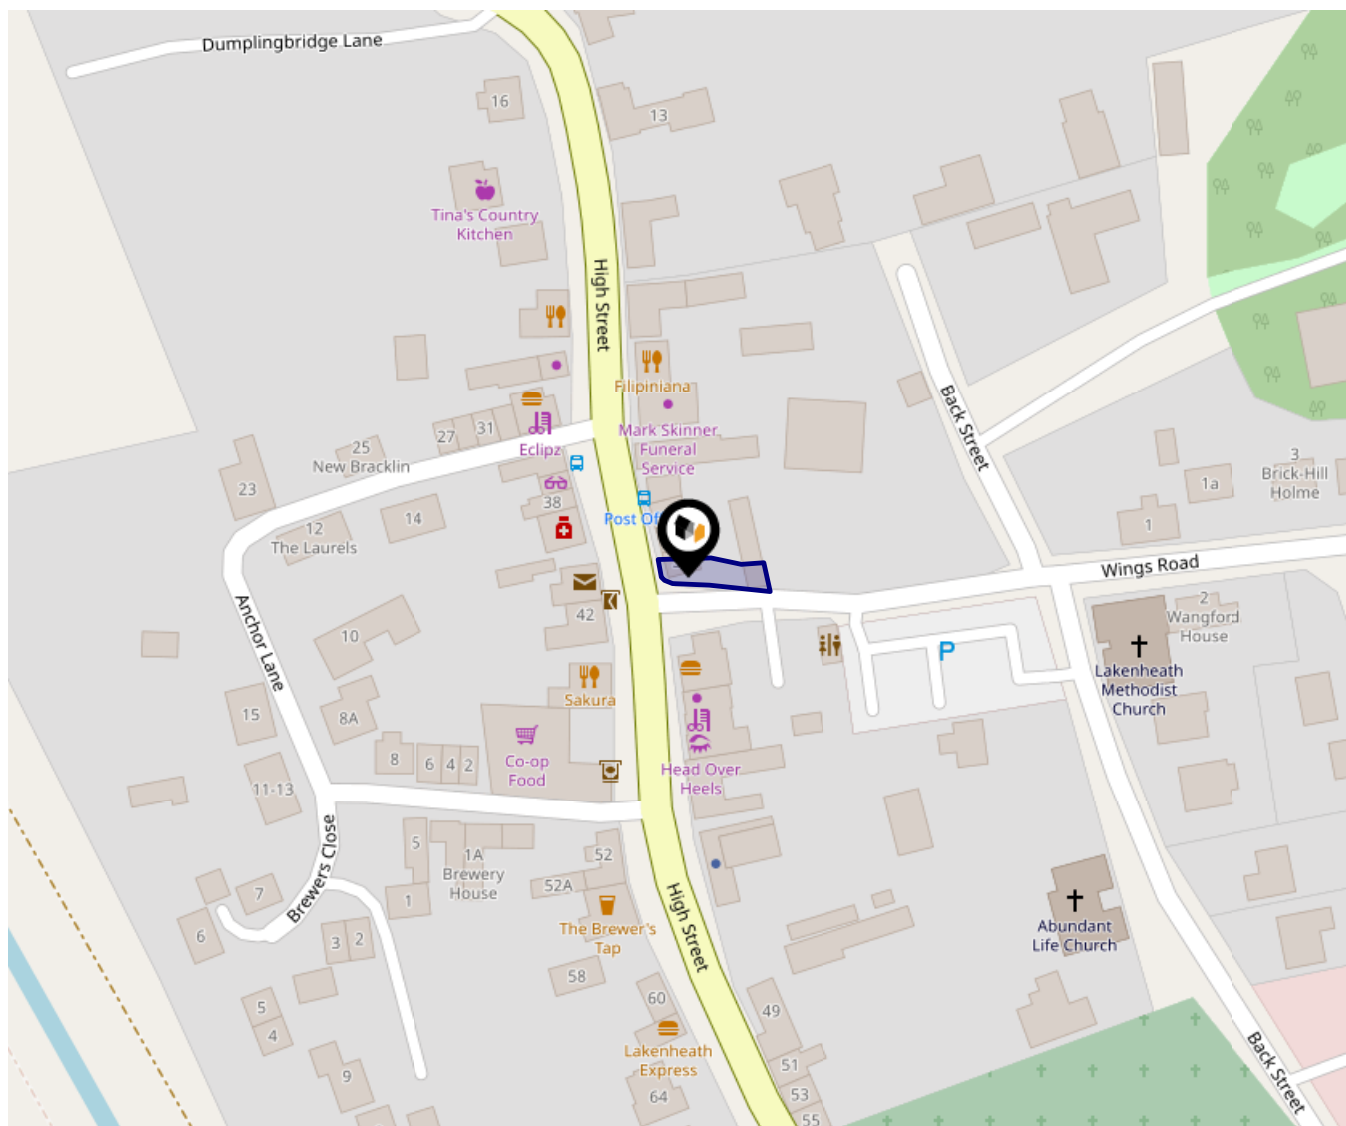 Dumplingbridge Lane
16
13
Tina's Country
Kitchen
High Street
Filipiniana
Mark Skinner
Funeral
Service
Back Street
Eclipz
27
31
25
New Bracklin
23
12
The Laurels
14
38
Post Of
3
Brick-Hill
Holme
1a
1
Wings Road
2
Wangford
House
42
Anchor Lane
10
P
Lakenheath
Methodist
Church
Sakura
15
8A
8
6
4
2
Co-op
Food
Head Over
Heels
11-13
Brewers Close
5
1A
Brewery
House
52
52A
7
1
6
3
2
The Brewer's
Tap
High Street
Abundant
Life Church
58
60
49
5
4
Lakenheath
Express
51
9
64
53
55
Back Street